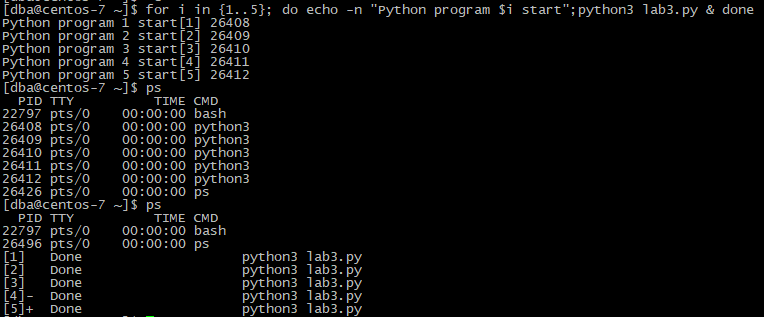 [dba@centos-7 ~]$ for i in {1..5}; do echo -n "Python program $i start";python3 lab3.py & done
Python program 1 start[1] 26408
Python program 2 start[2] 26409
Python program 3 start[3] 26410
Python program 4 start[4] 26411
Python program 5 start[5] 26412
[dba@centos-7 ~]$ ps
  PID TTY          TIME CMD
22797 pts/0    00:00:00 bash
26408 pts/0    00:00:00 python3
26409 pts/0    00:00:00 python3
26410 pts/0    00:00:00 python3
26411 pts/0    00:00:00 python3
26412 pts/0    00:00:00 python3
26426 pts/0    00:00:00 ps
[dba@centos-7 ~]$ ps
  PID TTY          TIME CMD
22797 pts/0    00:00:00 bash
26496 pts/0    00:00:00 ps
[1]   Done                    python3 lab3.py
[2]   Done                    python3 lab3.py
[3]   Done                    python3 lab3.py
[4]-  Done                    python3 lab3.py
[5]+  Done                    python3 lab3.py